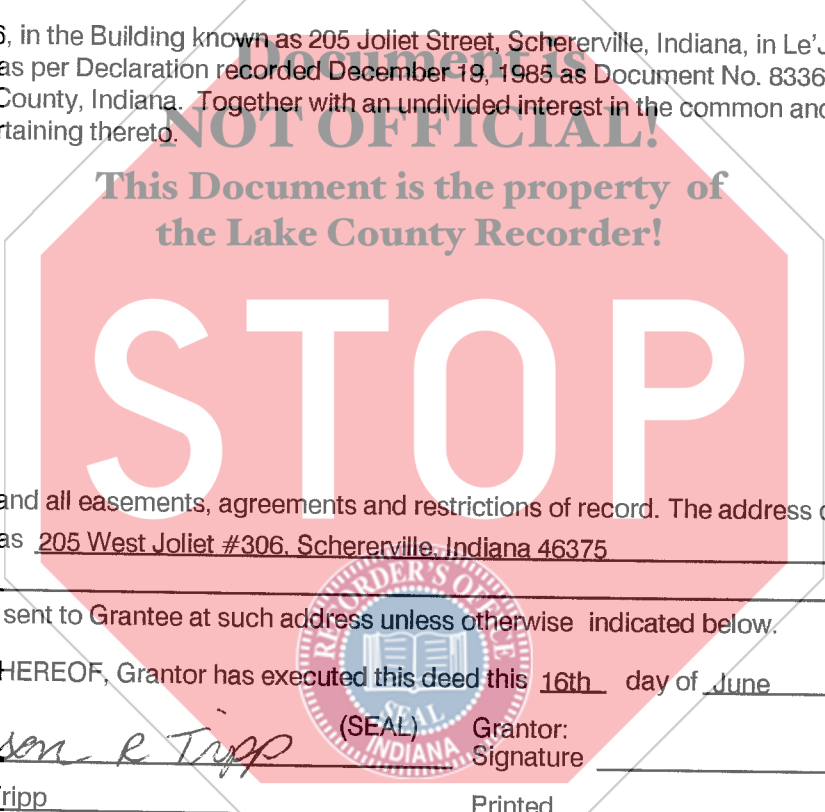 6, in the Building known as 205 Joliet Street, Schererville, Indiana, in Le'J
Document is
as per Declaration recorded December 19, 1985 as Document No. 8336
County, Indiana. Together with an undivided interest in the common and
NOT OFFICIAL!
rtaining thereto.
This Document is the property of
the Lake County Recorder!
STOP
and all easements, agreements and restrictions of record. The address o
as 205 West Joliet #306, Schererville, Indiana 46375
RECORDER'S OFFICE
sent to Grantee at such address unless otherwise indicated below.
HEREOF, Grantor has executed this deed this 16th day of June
SEAL
INDIANA
son R Tripp (SEAL) Grantor:
Signature
Tripp Printed